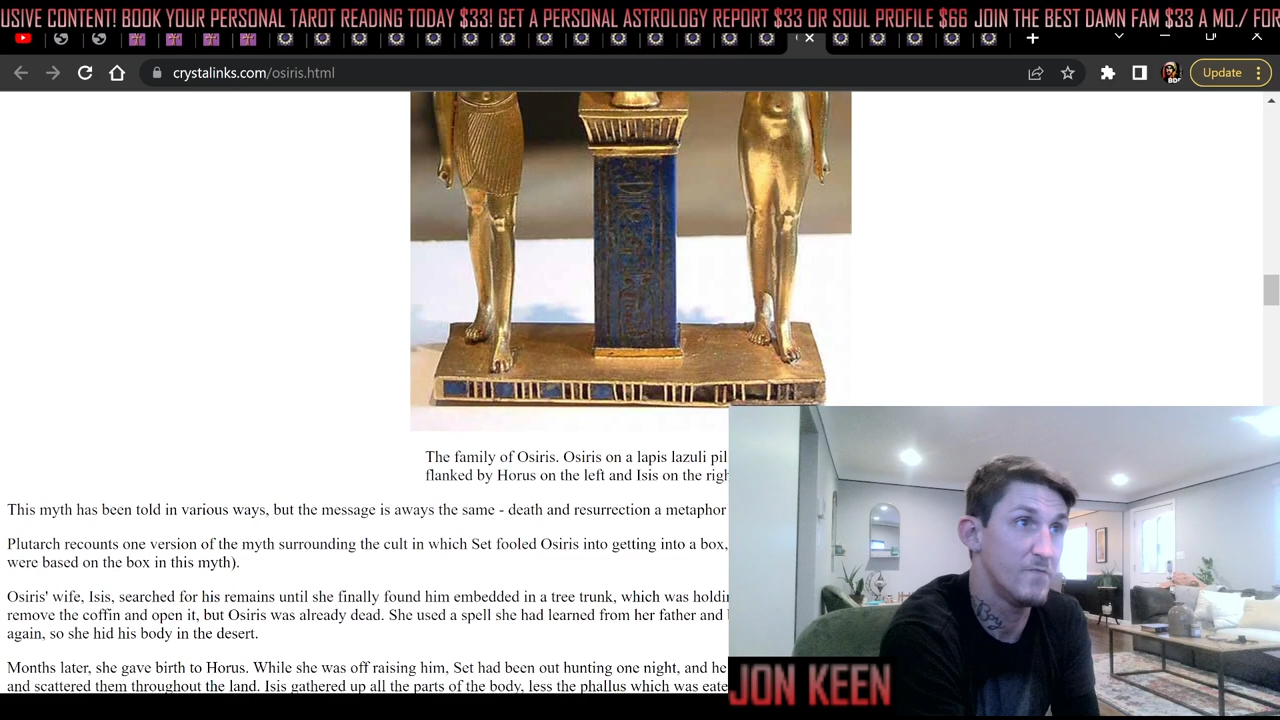 USIVE CONTENT! BOOK YOUR PERSONAL TAROT READING TODAY $33! GET A PERSONAL ASTROLOGY REPORT $33 OR SOUL PROFILE $66 JOIN THE BEST DAMN FAM $33 A MO./ FOR
crystalinks.com/osiris.html
Update
The family of Osiris. Osiris on a lapis lazuli pil
flanked by Horus on the left and Isis on the righ
This myth has been told in various ways, but the message is aways the same - death and resurrection a metaphor
Plutarch recounts one version of the myth surrounding the cult in which Set fooled Osiris into getting into a box,
were based on the box in this myth).
Osiris' wife, Isis, searched for his remains until she finally found him embedded in a tree trunk, which was holdin
remove the coffin and open it, but Osiris was already dead. She used a spell she had learned from her father and
again, so she hid his body in the desert.
Months later, she gave birth to Horus. While she was off raising him, Set had been out hunting one night, and he
and scattered them throughout the land. Isis gathered up all the parts of the body, less the phallus which was eate
Boy
JON KEEN